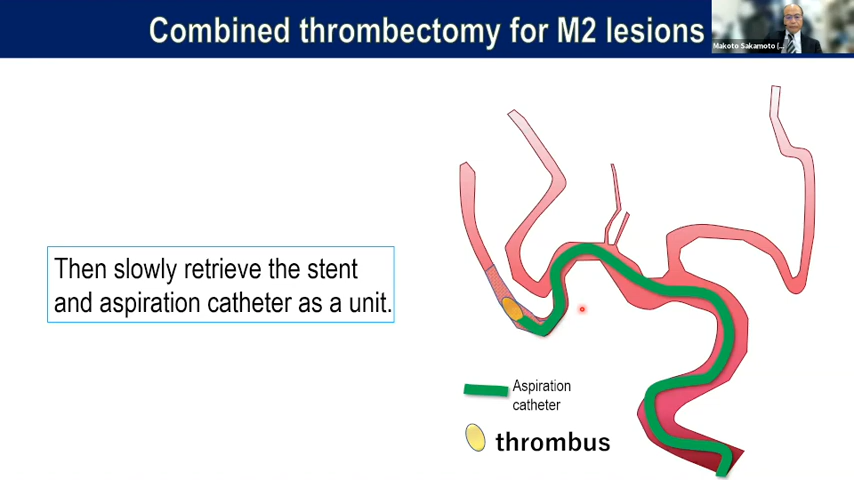 Combined thrombectomy for M2 lesions
Makoto Sakamoto (...
Then slowly retrieve the stent
and aspiration catheter as a unit.
Aspiration
catheter
thrombus